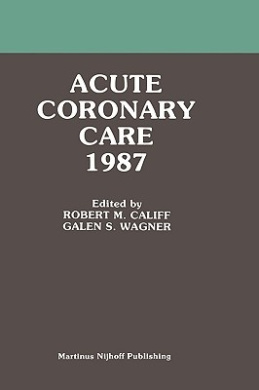 ACUTE
CORONARY
CARE
1987
Edited by
ROBERT M. CALIFF
GALEN S. WAGNER
Martinus Nijhoff Publishing